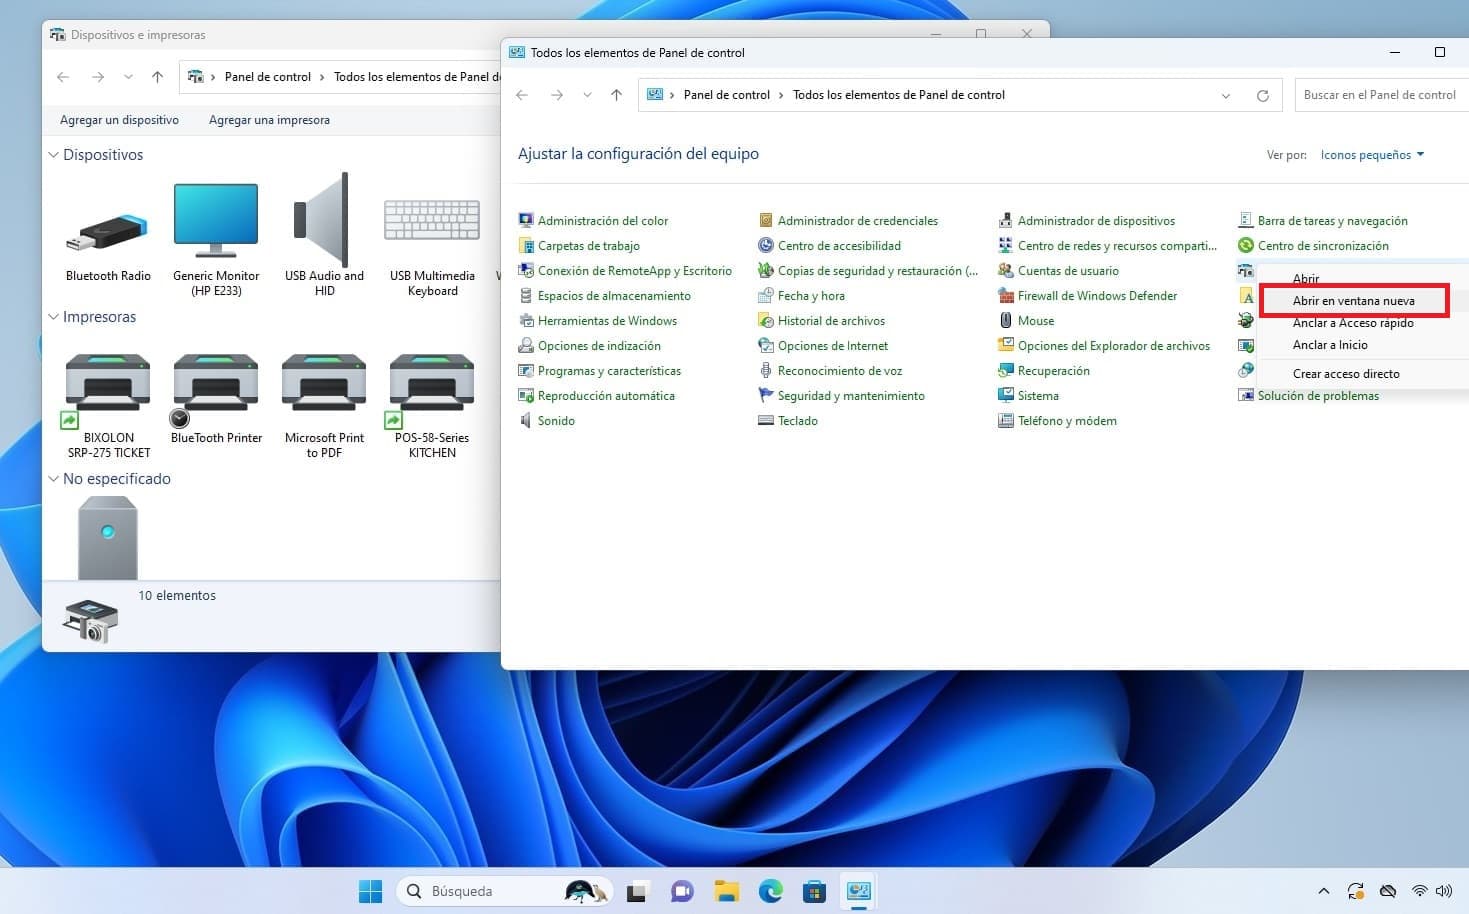 Dispositivos e impresoras
Panel de control
Todos los elementos de Panel d
Agregar un dispositivo
Agregar una impresora
Dispositivos
Bluetooth Radio
Generic Monitor
(HP E233)
USB Audio and
HID
USB Multimedia
Keyboard
Impresoras
BIXOLON
SRP-275 TICKET
BlueTooth Printer
Microsoft Print
to PDF
POS-58-Series
KITCHEN
No especificado
10 elementos
Todos los elementos de Panel de control
Panel de control
Todos los elementos de Panel de control
Buscar en el Panel de control
Ajustar la configuración del equipo
Ver por:
Iconos pequeños
Administración del color
Administrador de credenciales
Administrador de dispositivos
Barra de tareas y navegación
Carpetas de trabajo
Centro de accesibilidad
Centro de redes y recursos comparti...
Centro de sincronización
Conexión de RemoteApp y Escritorio
Copias de seguridad y restauración (...
Cuentas de usuario
Espacios de almacenamiento
Fecha y hora
Firewall de Windows Defender
Herramientas de Windows
Historial de archivos
Mouse
Opciones de indización
Opciones de Internet
Opciones del Explorador de archivos
Programas y características
Reconocimiento de voz
Recuperación
Reproducción automática
Seguridad y mantenimiento
Sistema
Solución de problemas
Sonido
Teclado
Teléfono y módem
Abrir
Abrir en ventana nueva
Anclar a Acceso rápido
Anclar a Inicio
Crear acceso directo
Búsqueda